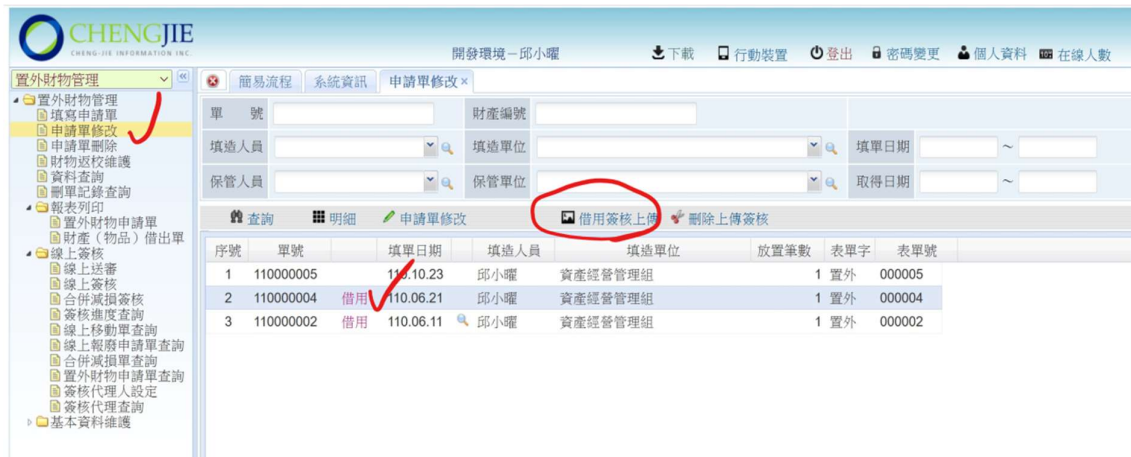 CHENGJIE
CHENG-JIE INFORMATION INC.
開發環境－邱小曜
下載 行動裝置 登出 密碼變更 個人資料 在線人數
置外財物管理
簡易流程 系統資訊 申請單修改×
置外財物管理
填寫申請單
申請單修改
申請單刪除
財物返校維護
資料查詢
刪單記錄查詢
報表列印
置外財物申請單
財產（物品）借出單
線上簽核
線上送審
線上簽核
合併減損簽核
簽核進度查詢
線上移動單查詢
線上報廢申請單查詢
合併減損單查詢
置外財物申請單查詢
簽核代理人設定
簽核代理查詢
基本資料維護
單 號 財產編號
填造人員 填造單位 填單日期 ～
保管人員 保管單位 取得日期 ～
查詢 明細 申請單修改 借用簽核上傳 刪除上傳簽核
序號 單號 填單日期 填造人員 填造單位 放置筆數 表單字 表單號
1 110000005 110.10.23 邱小曜 資產經營管理組 1 置外 000005
2 110000004 借用 110.06.21 邱小曜 資產經營管理組 1 置外 000004
3 110000002 借用 110.06.11 邱小曜 資產經營管理組 1 置外 000002